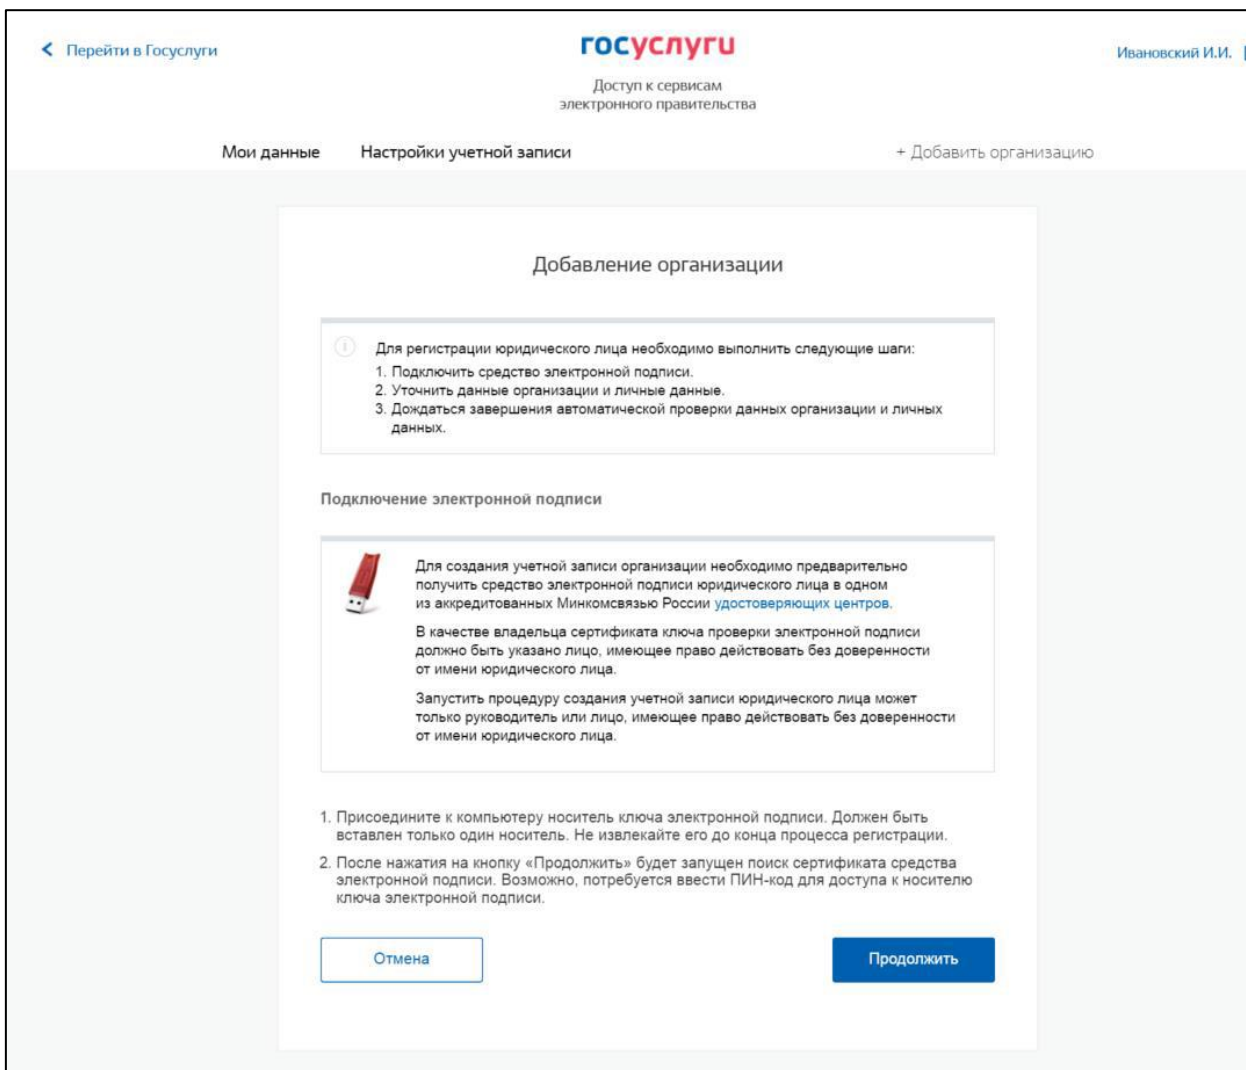 Перейти в Госуслуги
госуслуги
Ивановский И.И.
Доступ к сервисам
электронного правительства
Мои данные
Настройки учетной записи
+ Добавить организацию
Добавление организации
Для регистрации юридического лица необходимо выполнить следующие шаги:
1. Подключить средство электронной подписи.
2. Уточнить данные организации и личные данные.
3. Дождаться завершения автоматической проверки данных организации и личных
данных.
Подключение электронной подписи
Для создания учетной записи организации необходимо предварительно
получить средство электронной подписи юридического лица в одном
из аккредитованных Минкомсвязью России удостоверяющих центров.
В качестве владельца сертификата ключа проверки электронной подписи
должно быть указано лицо, имеющее право действовать без доверенности
от имени юридического лица.
Запустить процедуру создания учетной записи юридического лица может
только руководитель или лицо, имеющее право действовать без доверенности
от имени юридического лица.
1. Присоедините к компьютеру носитель ключа электронной подписи. Должен быть
вставлен только один носитель. Не извлекайте его до конца процесса регистрации.
2. После нажатия на кнопку «Продолжить» будет запущен поиск сертификата средства
электронной подписи. Возможно, потребуется ввести ПИН-код для доступа к носителю
ключа электронной подписи.
Отмена
Продолжить